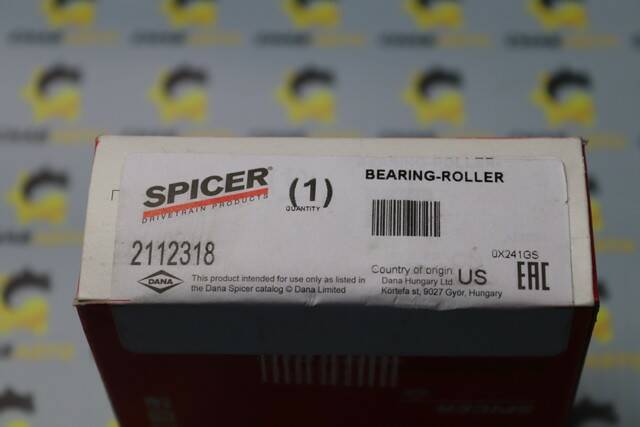 SPICER®
DRIVETRAIN PRODUCTS
(1)
QUANTITY
BEARING-ROLLER
2112318
0X241GS
DANA
This product intended for use only as listed in
the Dana Spicer catalog © Dana Limited
Country of origin US
Dana Hungary Ltd.
Kortefa st, 9027 Gyor, Hungary
EAC
SPICER